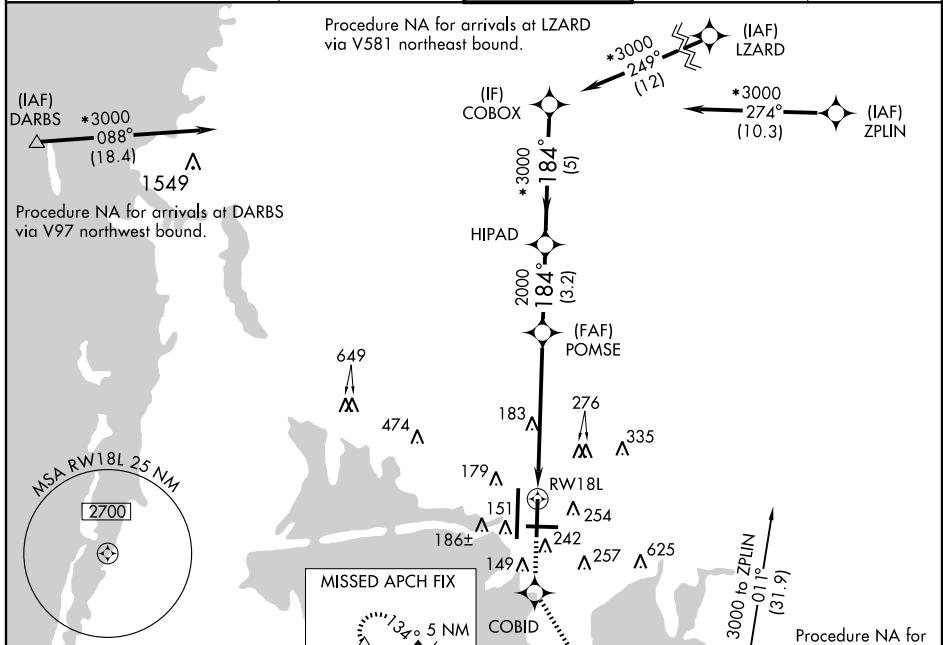 Procedure NA for arrivals at LZARD
via V581 northeast bound.
(IAF)
LZARD
*3000
249°
(12)
(IF)
COBOX
*3000
274°
(10.3)
(IAF)
ZPLIN
(IAF)
DARBS
*3000
088°
(18.4)
1549
Procedure NA for arrivals at DARBS
via V97 northwest bound.
*3000
184°
(5)
HIPAD
2000
184°
(3.2)
(FAF)
POMSE
649
474
183
276
335
179
RW18L
151
254
186±
242
149
257
625
MSA RW18L 25 NM
2700
MISSED APCH FIX
134°
5 NM
COBID
3000 to ZPLIN
011°
(31.9)
Procedure NA for